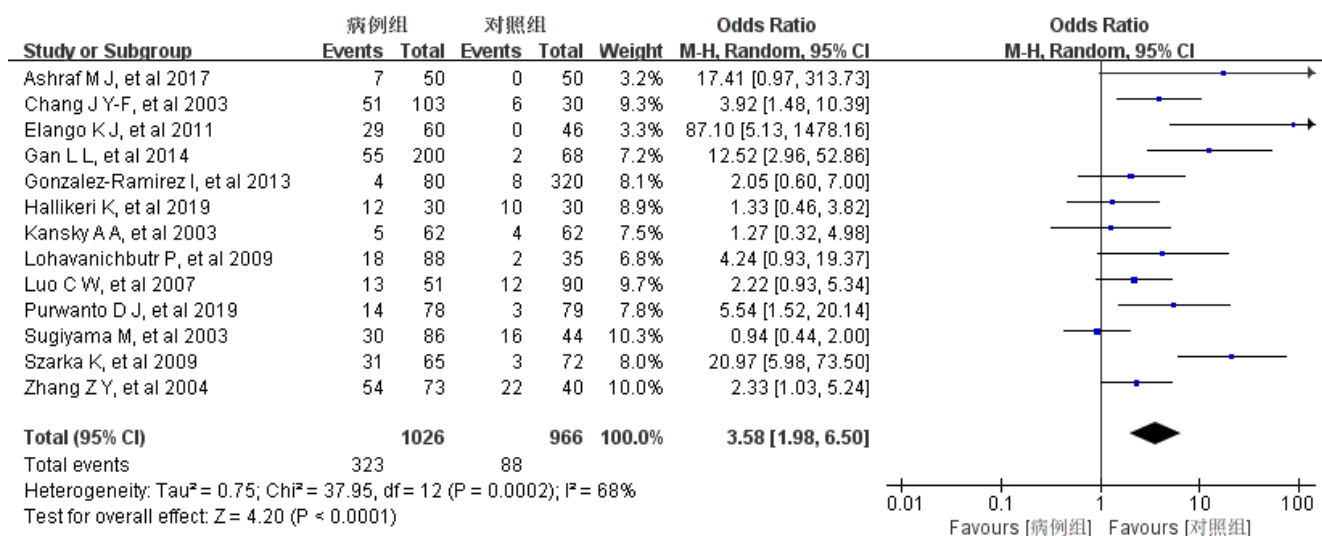 病例组 对照组 Odds Ratio Odds Ratio
Study or Subgroup Events Total Events Total Weight M-H, Random, 95% CI M-H, Random, 95% CI
Ashraf M J, et al 2017 7 50 0 50 3.2% 17.41 [0.97, 313.73]
Chang J Y-F, et al 2003 51 103 6 30 9.3% 3.92 [1.48, 10.39]
Elango K J, et al 2011 29 60 0 46 3.3% 87.10 [5.13, 1478.16]
Gan L L, et al 2014 55 200 2 68 7.2% 12.52 [2.96, 52.86]
Gonzalez-Ramirez I, et al 2013 4 80 8 320 8.1% 2.05 [0.60, 7.00]
Hallikeri K, et al 2019 12 30 10 30 8.9% 1.33 [0.46, 3.82]
Kansky A A, et al 2003 5 62 4 62 7.5% 1.27 [0.32, 4.98]
Lohavanichbutr P, et al 2009 18 88 2 35 6.8% 4.24 [0.93, 19.37]
Luo C W, et al 2007 13 51 12 90 9.7% 2.22 [0.93, 5.34]
Purwanto D J, et al 2019 14 78 3 79 7.8% 5.54 [1.52, 20.14]
Sugiyama M, et al 2003 30 86 16 44 10.3% 0.94 [0.44, 2.00]
Szarka K, et al 2009 31 65 3 72 8.0% 20.97 [5.98, 73.50]
Zhang Z Y, et al 2004 54 73 22 40 10.0% 2.33 [1.03, 5.24]
Total (95% CI) 1026 966 100.0% 3.58 [1.98, 6.50]
Total events 323 88
Heterogeneity: Tau² = 0.75; Chi² = 37.95, df = 12 (P = 0.0002); I² = 68%
Test for overall effect: Z = 4.20 (P < 0.0001)
0.01 0.1 1 10 100
Favours [病例组] Favours [对照组]